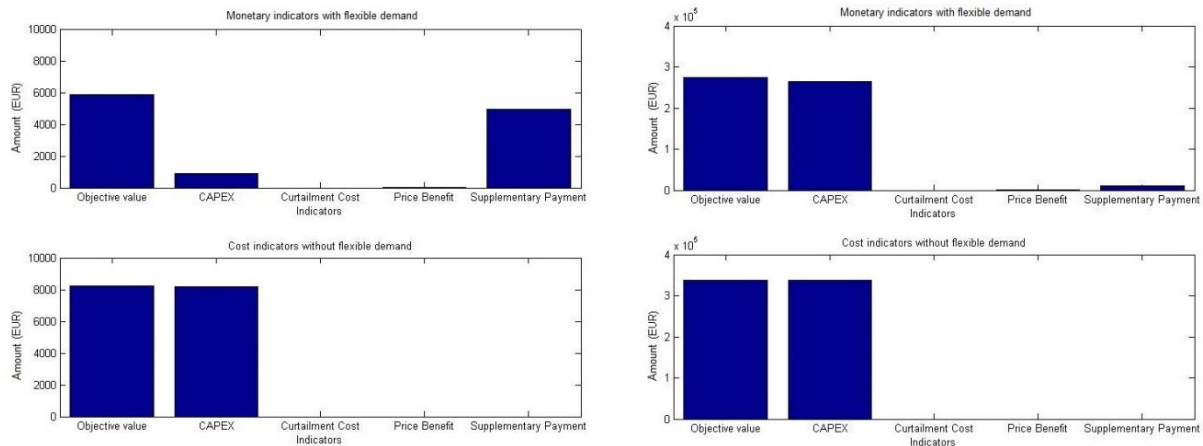 Monetary indicators with flexible demand
10000
8000
6000
4000
2000
0
Amount (EUR)
Objective value CAPEX Curtailment Cost Price Benefit Supplementary Payment
Indicators
Cost indicators without flexible demand
10000
8000
6000
4000
2000
0
Amount (EUR)
Objective value CAPEX Curtailment Cost Price Benefit Supplementary Payment
Indicators
Monetary indicators with flexible demand
x 10⁵
4
3
2
1
0
Amount (EUR)
Objective value CAPEX Curtailment Cost Price Benefit Supplementary Payment
Indicators
Cost indicators without flexible demand
x 10⁵
4
3
2
1
0
Amount (EUR)
Objective value CAPEX Curtailment Cost Price Benefit Supplementary Payment
Indicators